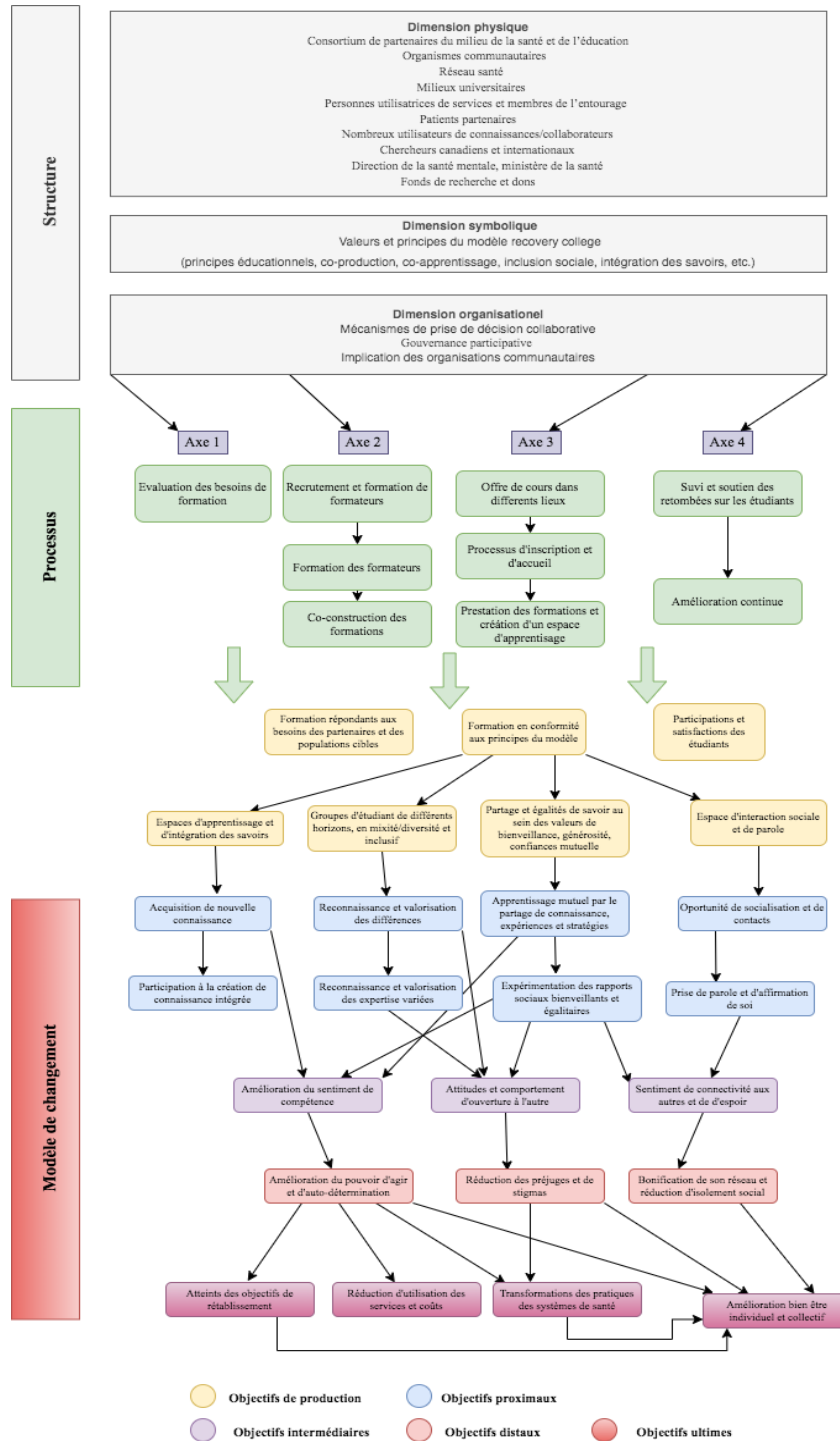 Structure
Dimension physique
Consortium de partenaires du milieu de la santé et de l'éducation
Organismes communautaires
Réseau santé
Milieux universitaires
Personnes utilisatrices de services et membres de l'entourage
Patients partenaires
Nombreux utilisateurs de connaissances/collaborateurs
Chercheurs canadiens et internationaux
Direction de la santé mentale, ministère de la santé
Fonds de recherche et dons
Dimension symbolique
Valeurs et principes du modèle recovery college
(principes éducationnels, co-production, co-apprentissage, inclusion sociale, intégration des savoirs, etc.)
Dimension organisationel
Mécanismes de prise de décision collaborative
Gouvernance participative
Implication des organisations communautaires
Processus
Axe 1
Axe 2
Axe 3
Axe 4
Evaluation des besoins de
formation
Recrutement et formation de
formateurs
Offre de cours dans
differents lieux
Suvi et soutien des
retombées sur les étudiants
Formation des formateurs
Processus d'inscription et
d'accueil
Amélioration continue
Co-construction des
formations
Prestation des formations et
création d'un espace
d'apprentisage
Formation répondants aux
besoins des partenaires et des
populations cibles
Formation en conformité
aux principes du modèle
Participations et
satisfactions des
étudiants
Espaces d'apprentissage et
d'intégration des savoirs
Groupes d'étudiant de différents
horizons, en mixité/diversité et
inclusif
Partage et égalités de savoir au
sein des valeurs de
bienveillance, générosité,
confiances mutuelle
Espace d'interaction sociale
et de parole
Modèle de changement
Acquisition de nouvelle
connaissance
Reconnaissance et valorisation
des différences
Apprentissage mutuel par le
partage de connaissance,
expériences et stratégies
Oportunité de socialisation et de
contacts
Participation à la création de
connaissance intégrée
Reconnaissance et valorisation
des expertise variées
Expérimentation des rapports
sociaux bienveillants et
égalitaires
Prise de parole et d'affirmation
de soi
Amélioration du sentiment de
compétence
Attitudes et comportement
d'ouverture à l'autre
Sentiment de connectivité aux
autres et de d'espoir
Amélioration du pouvoir d'agir
et d'auto-détermination
Réduction des préjuges et de
stigmas
Bonification de son réseau et
réduction d'isolement social
Atteints des objectifs de
rétablissement
Réduction d'utilisation des
services et coûts
Transformations des pratiques
des systèmes de santé
Amélioration bien être
individuel et collectif
Objectifs de production
Objectifs proximaux
Objectifs intermédiaires
Objectifs distaux
Objectifs ultimes